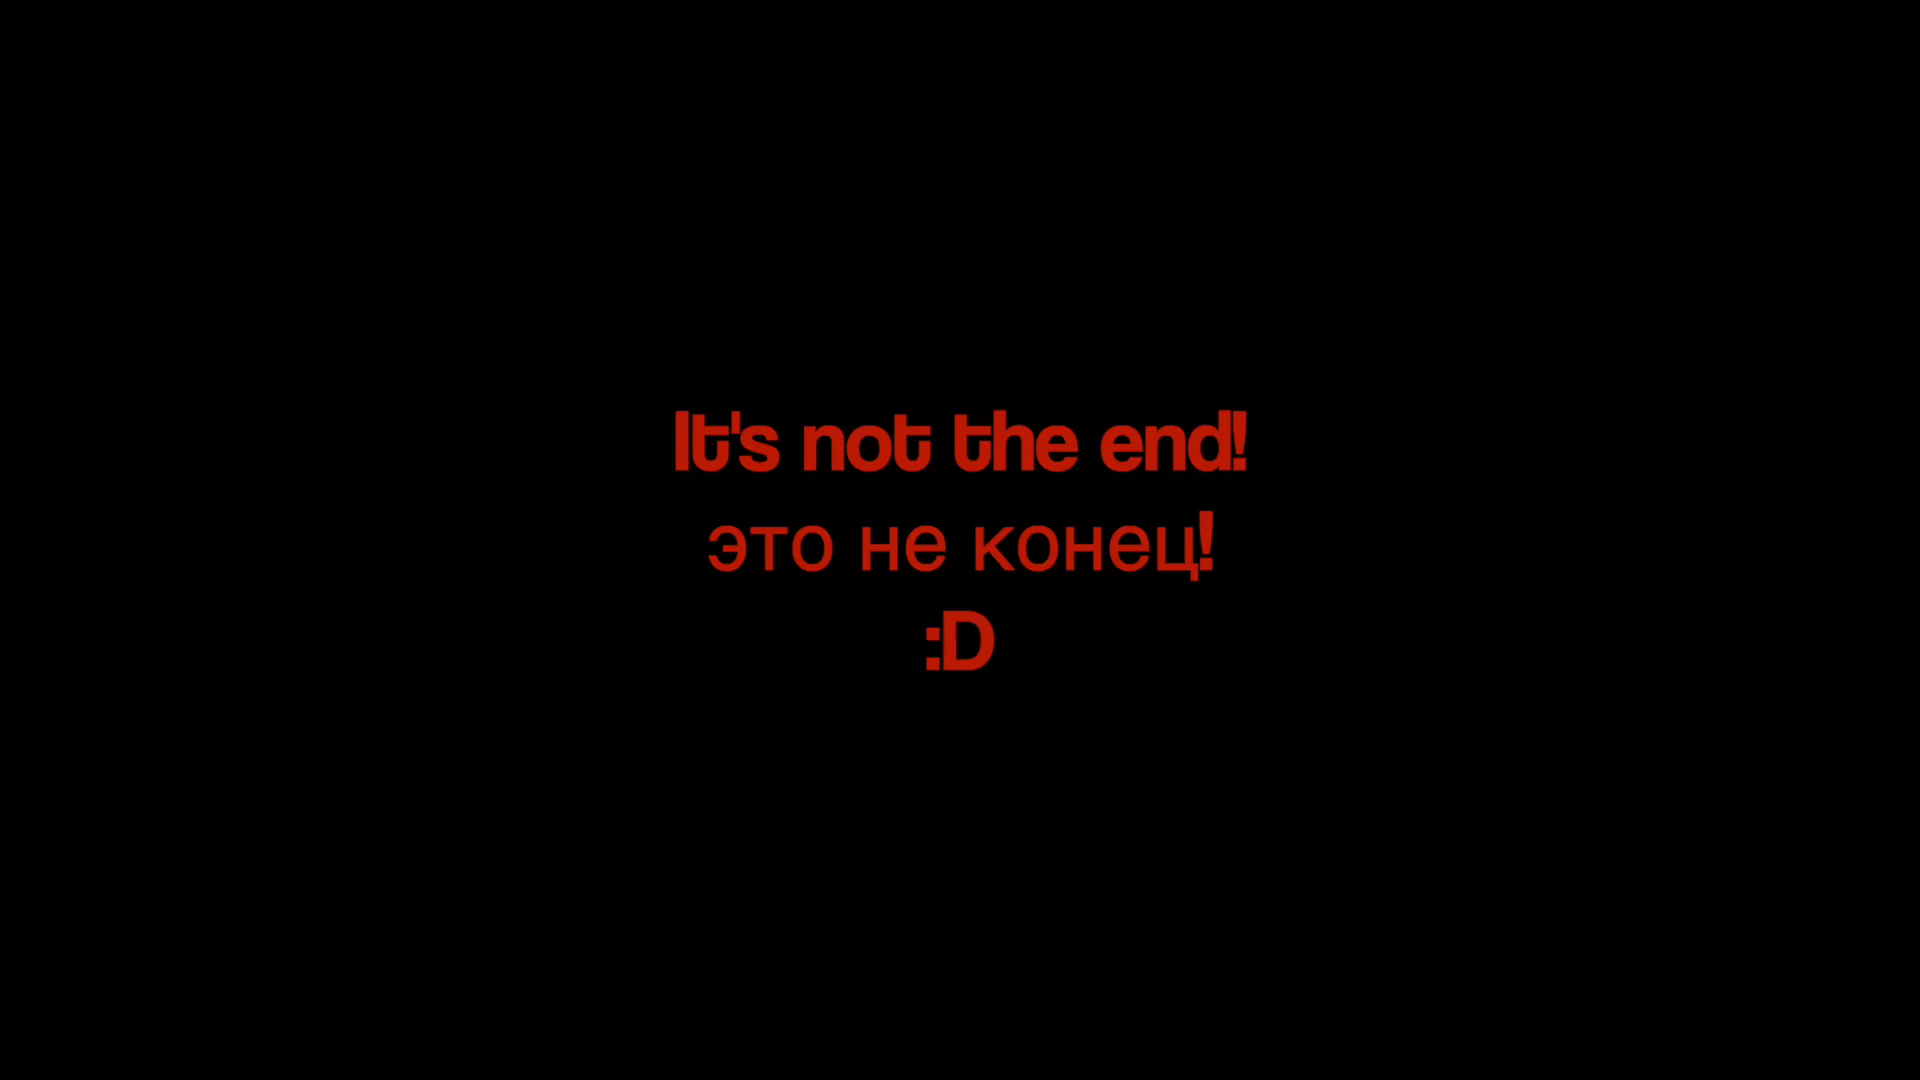 It's not the end!
это не конец!
:D